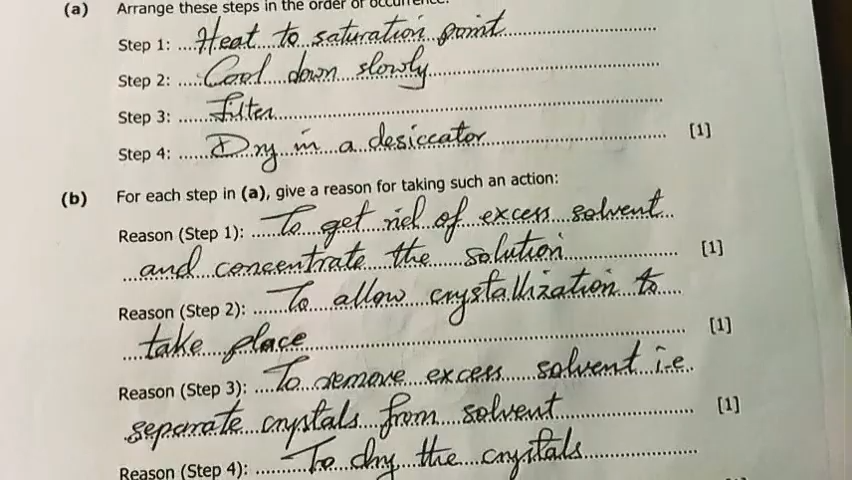 (a) Arrange these steps in the order of occurrence.
Step 1: Heat to saturation point
Step 2: Cool down slowly
Step 3: Filter
Step 4: Dry in a desiccator [1]
(b) For each step in (a), give a reason for taking such an action:
Reason (Step 1): To get rid of excess solvent
and concentrate the solution [1]
Reason (Step 2): To allow crystallization to
take place [1]
Reason (Step 3): To remove excess solvent i.e
separate crystals from solvent [1]
Reason (Step 4): To dry the crystals